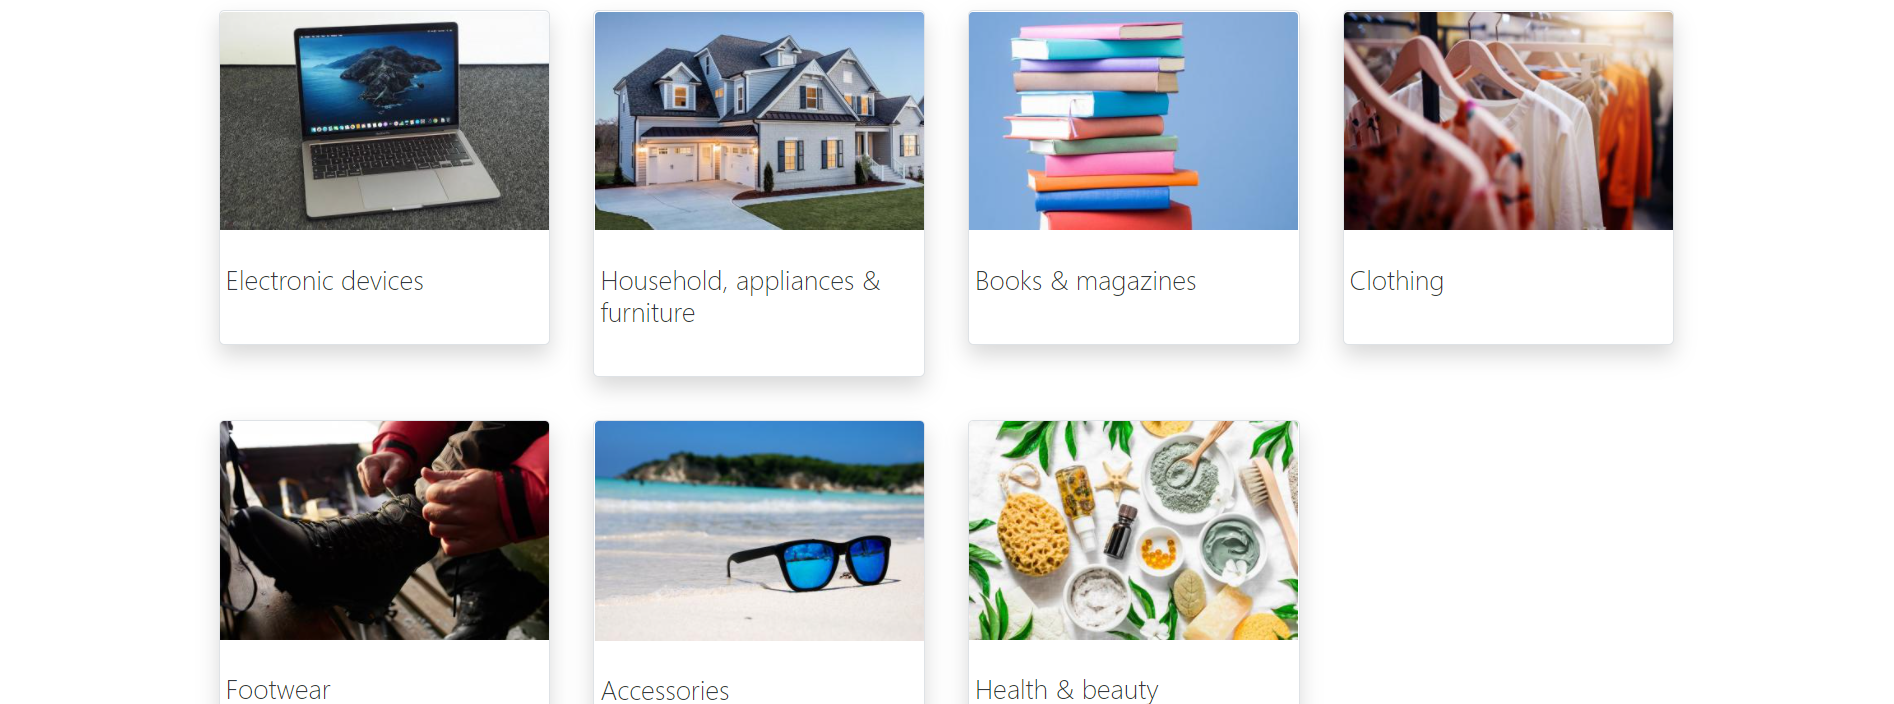 Electronic devices
Household, appliances &
furniture
Books & magazines
Clothing
Footwear
Accessories
Health & beauty